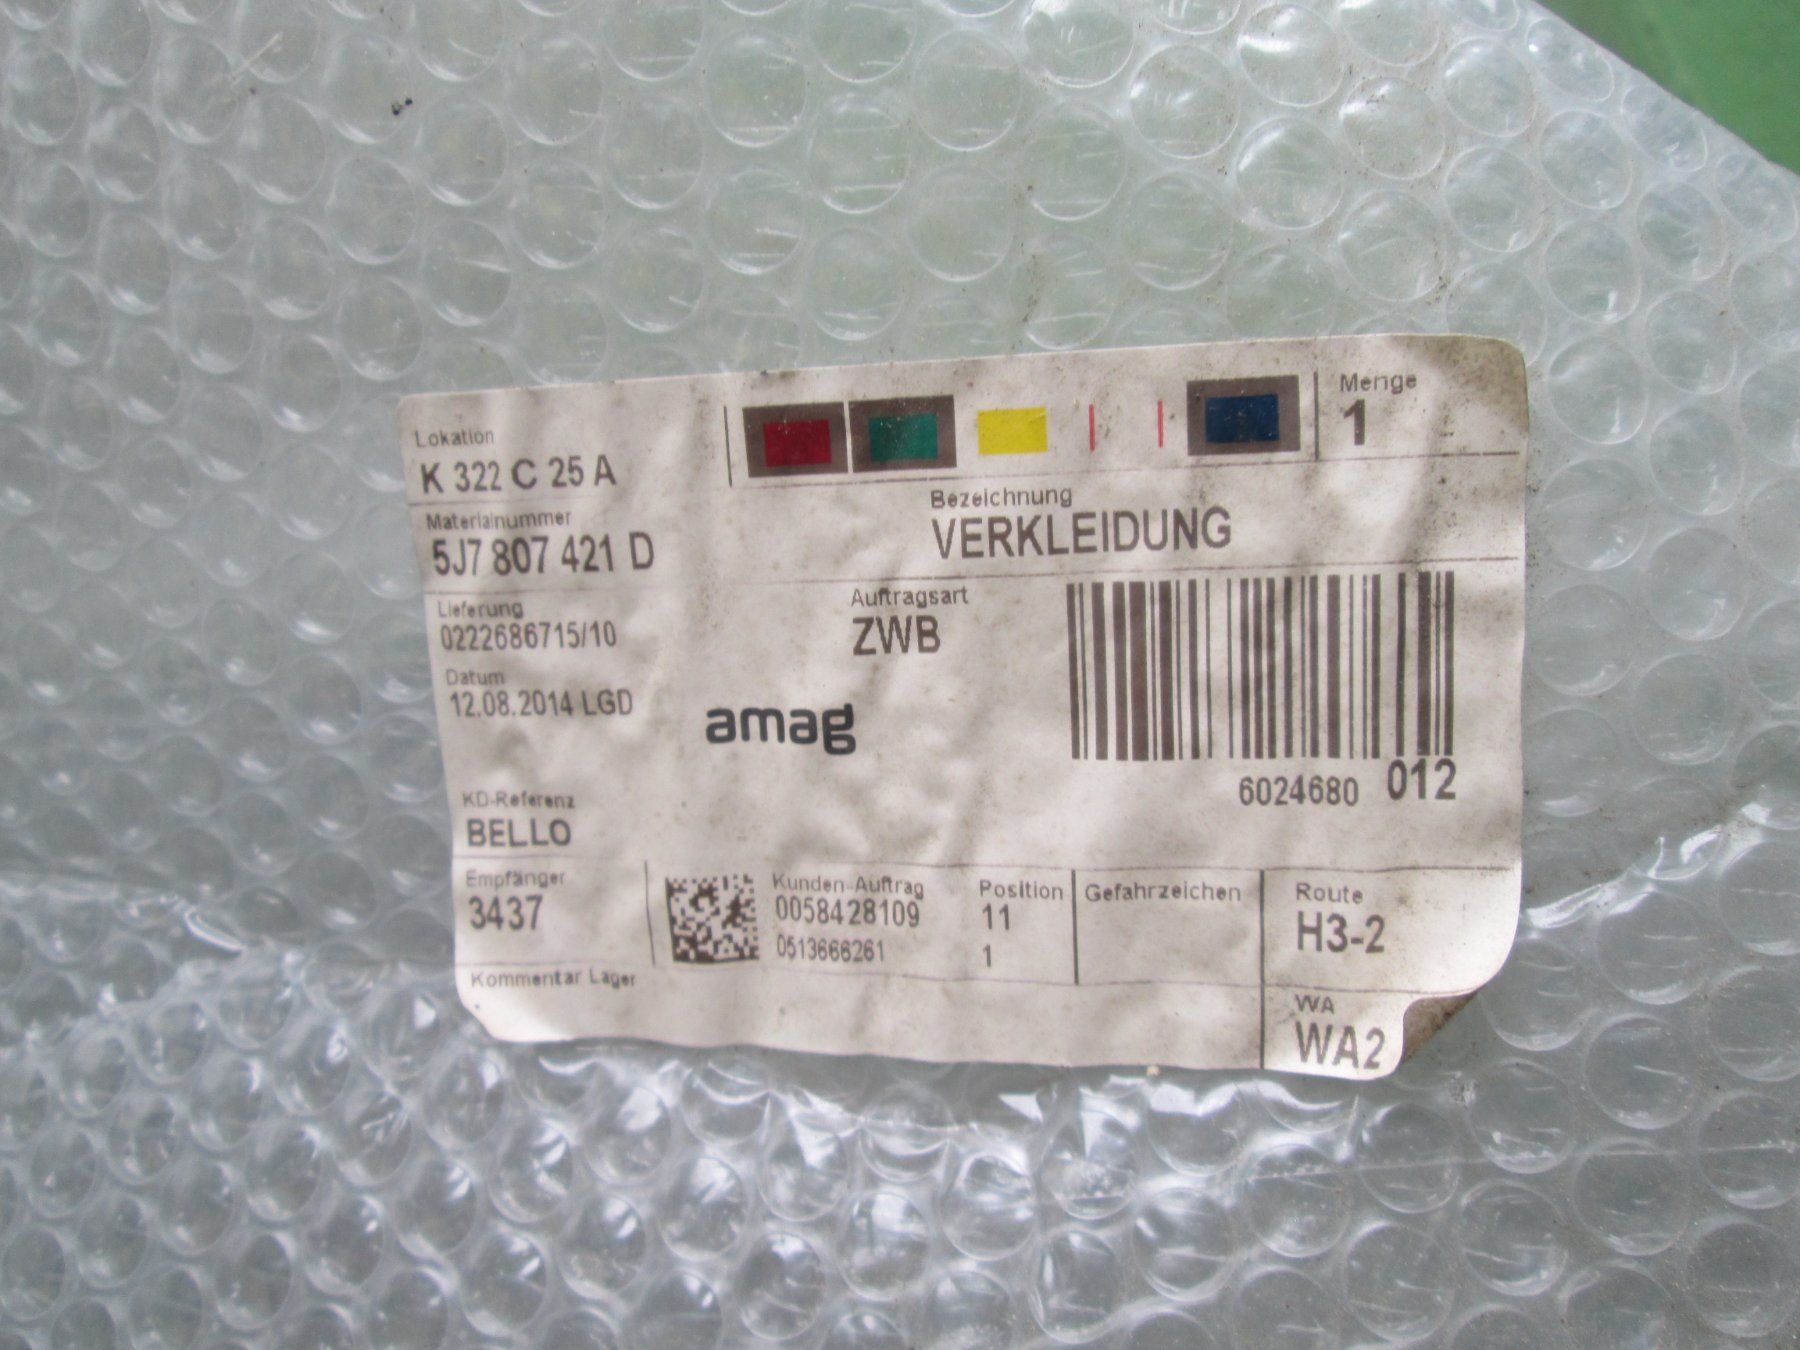 Lokation
K 322 C 25 A
Menge
1
Materialnummer
5J7 807 421 D
Bezeichnung
VERKLEIDUNG
Lieferung
0222686715/10
Auftragsart
ZWB
Datum
12.08.2014 LGD
amag
6024680 012
KD-Referenz
BELLO
Empfänger
3437
Kunden-Auftrag
0058428109
0513666261
Position
11
1
Gefahrzeichen
Route
H3-2
Kommentar Lager
WA
WA2